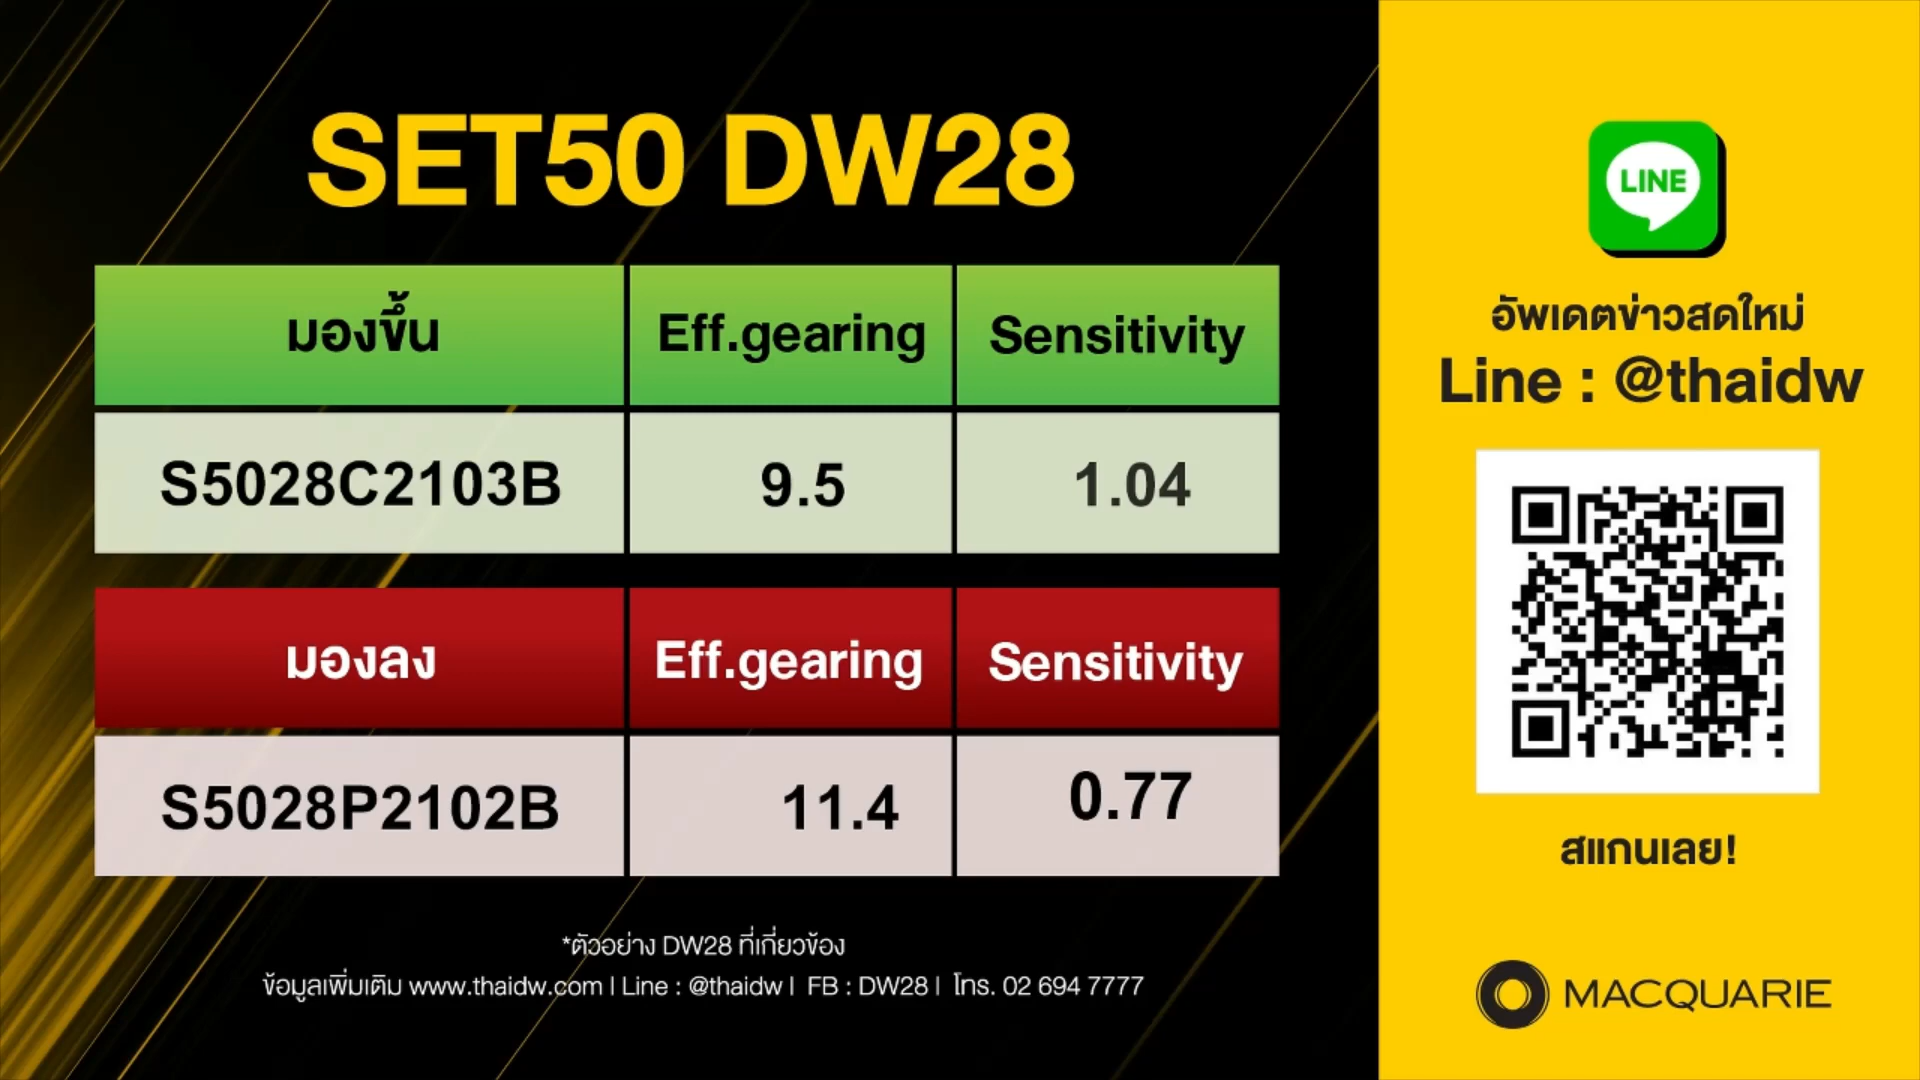 SET50 DW28
มองขึ้น Eff.gearing Sensitivity
S5028C2103B 9.5 1.04
มองลง Eff.gearing Sensitivity
S5028P2102B 11.4 0.77
*ตัวอย่าง DW28 ที่เกี่ยวข้อง
ข้อมูลเพิ่มเติม www.thaidw.com | Line : @thaidw | FB : DW28 | โทร. 02 694 7777
LINE
อัพเดตข่าวสดใหม่
Line : @thaidw
สแกนเลย!
MACQUARIE